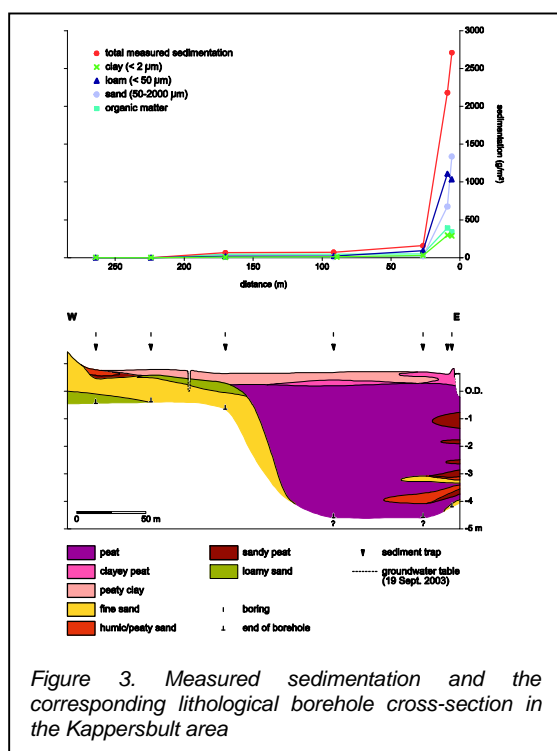 total measured sedimentation
clay (< 2 µm)
loam (< 50 µm)
sand (50-2000 µm)
organic matter
3000
2500
2000
1500
1000
500
0
sedimentation (g/m²)
250
200
150
100
50
0
distance (m)
W
E
O.D.
-1
-2
-3
-4
-5 m
?
?
0
50 m
peat
clayey peat
peaty clay
fine sand
humic/peaty sand
sandy peat
loamy sand
boring
end of borehole
sediment trap
groundwater table
(19 Sept. 2003)
Figure 3. Measured sedimentation and the
corresponding lithological borehole cross-section in
the Kappersbult area